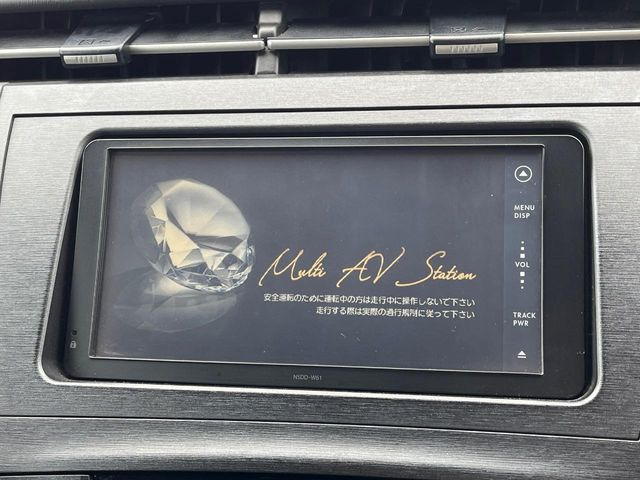 MENU
DISP
VOL
Multi AV Station
安全運転のために運転中の方は走行中に操作しないで下さい
走行する際は実際の通行規制に従って下さい
TRACK
PWR
NSDD-W61